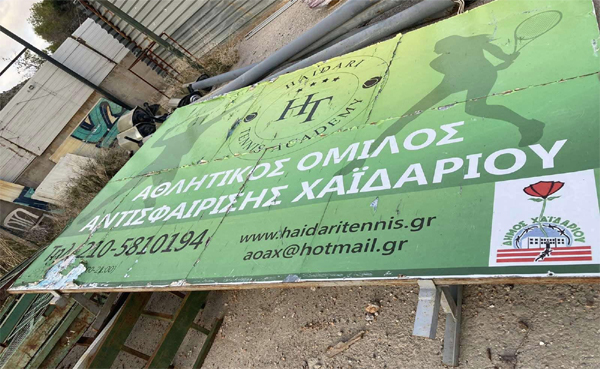 HAIDARI
HT
TENNIS ACADEMY
ΑΘΛΗΤΙΚΟΣ ΟΜΙΛΟΣ
ΑΝΤΙΣΦΑΙΡΙΣΗΣ ΧΑΪΔΑΡΙΟΥ
210-5810194
www.haidaritennis.gr
aoax@hotmail.gr
ΔΗΜΟΣ ΧΑΪΔΑΡΙΟΥ